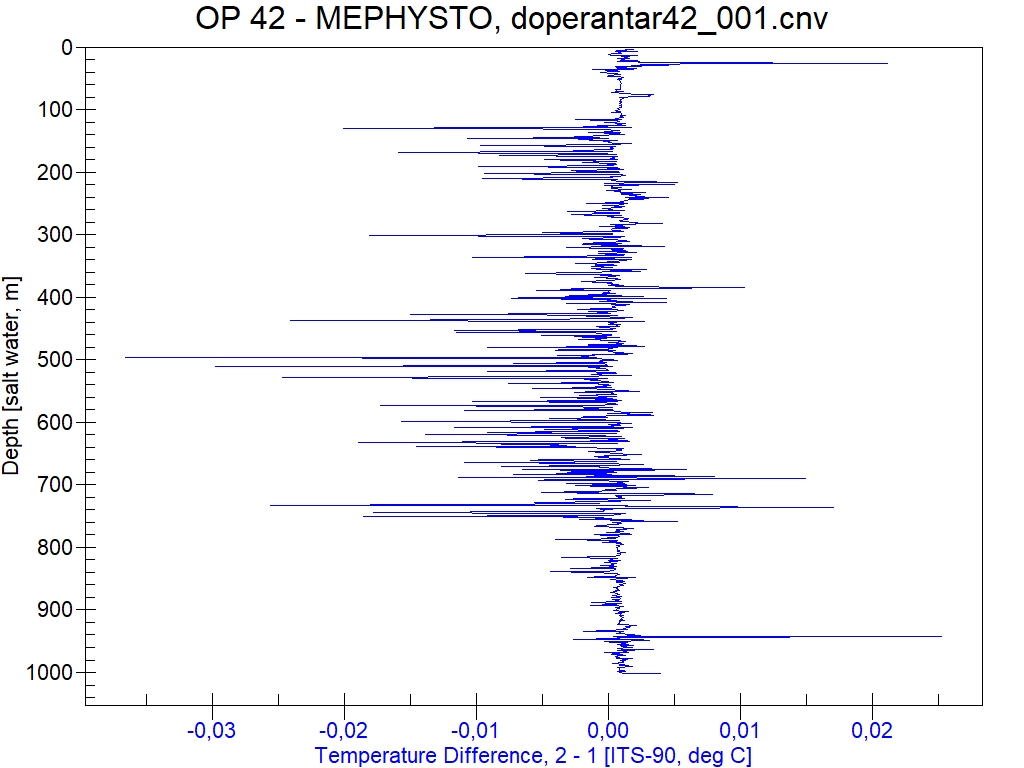 OP 42 - MEPHYSTO, doperantar42_001.cnv
0
100
200
300
400
500
600
700
800
900
1000
Depth [salt water, m]
-0,03 -0,02 -0,01 0,00 0,01 0,02
Temperature Difference, 2 - 1 [ITS-90, deg C]